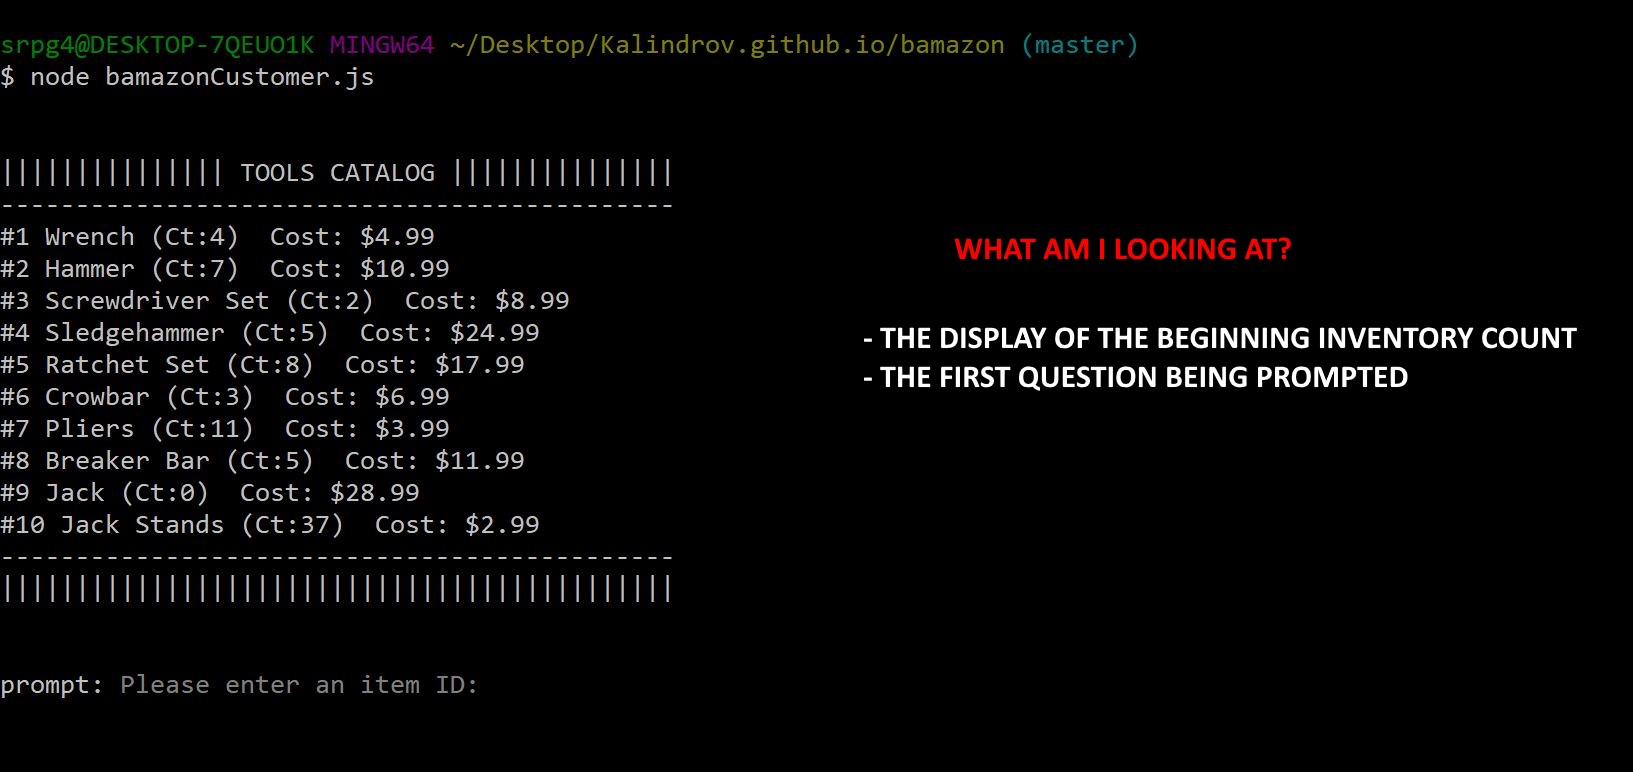 srpg4@DESKTOP-7QEUO1K MINGW64 ~/Desktop/Kalindrov.github.io/bamazon (master)
$ node bamazonCustomer.js
||||||||||||||| TOOLS CATALOG |||||||||||||||
---------------------------------------------
#1 Wrench (Ct:4)  Cost: $4.99
#2 Hammer (Ct:7)  Cost: $10.99
#3 Screwdriver Set (Ct:2)  Cost: $8.99
#4 Sledgehammer (Ct:5)  Cost: $24.99
#5 Ratchet Set (Ct:8)  Cost: $17.99
#6 Crowbar (Ct:3)  Cost: $6.99
#7 Pliers (Ct:11)  Cost: $3.99
#8 Breaker Bar (Ct:5)  Cost: $11.99
#9 Jack (Ct:0)  Cost: $28.99
#10 Jack Stands (Ct:37)  Cost: $2.99
---------------------------------------------
|||||||||||||||||||||||||||||||||||||||||||||
prompt: Please enter an item ID:
WHAT AM I LOOKING AT?
- THE DISPLAY OF THE BEGINNING INVENTORY COUNT
- THE FIRST QUESTION BEING PROMPTED